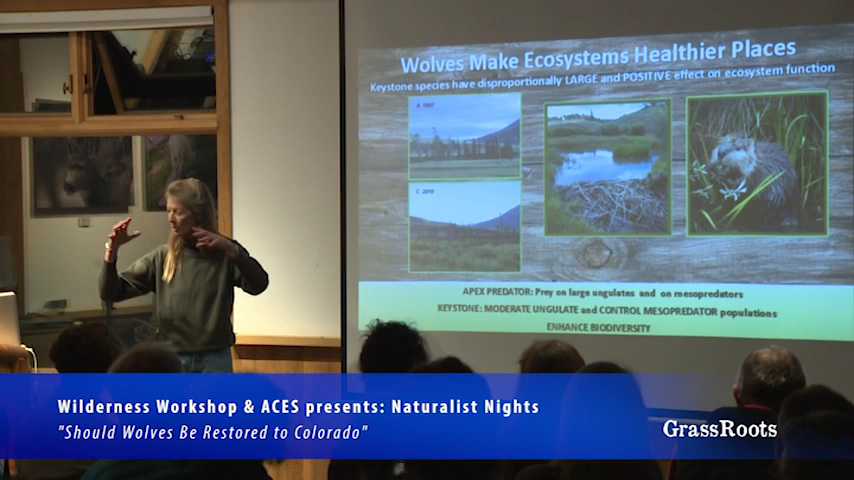 Wolves Make Ecosystems Healthier Places
Keystone species have disproportionally LARGE and POSITIVE effect on ecosystem function
A 1997
C 2010
APEX PREDATOR: Prey on large ungulates and on mesopredators
KEYSTONE: MODERATE UNGULATE and CONTROL MESOPREDATOR populations
ENHANCE BIODIVERSITY
Wilderness Workshop & ACES presents: Naturalist Nights
"Should Wolves Be Restored to Colorado"
GrassRoots